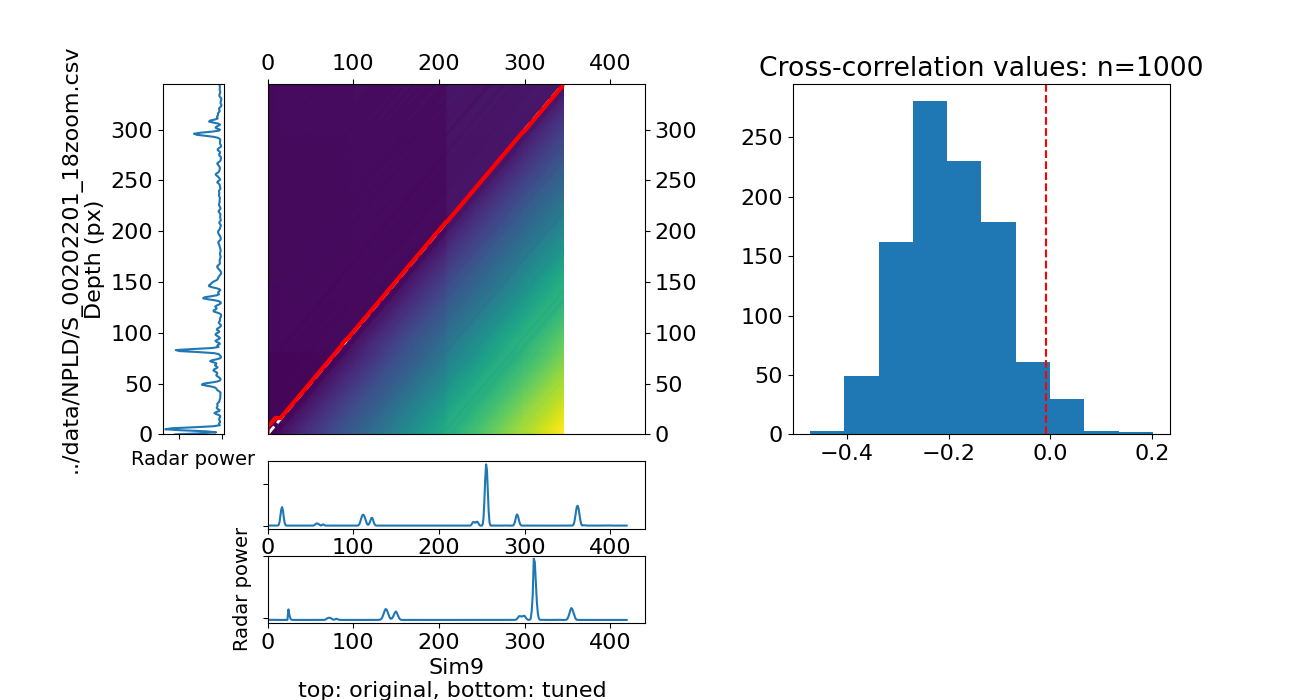 0 100 200 300 400
Cross-correlation values: n=1000
../data/NPLD/S_00202201_18zoom.csv
Depth (px)
300
250
200
150
100
50
0
300
250
200
150
100
50
0
250
200
150
100
50
0
−0.4 −0.2 0.0 0.2
Radar power
0 100 200 300 400
Radar power
0 100 200 300 400
Sim9
top: original, bottom: tuned